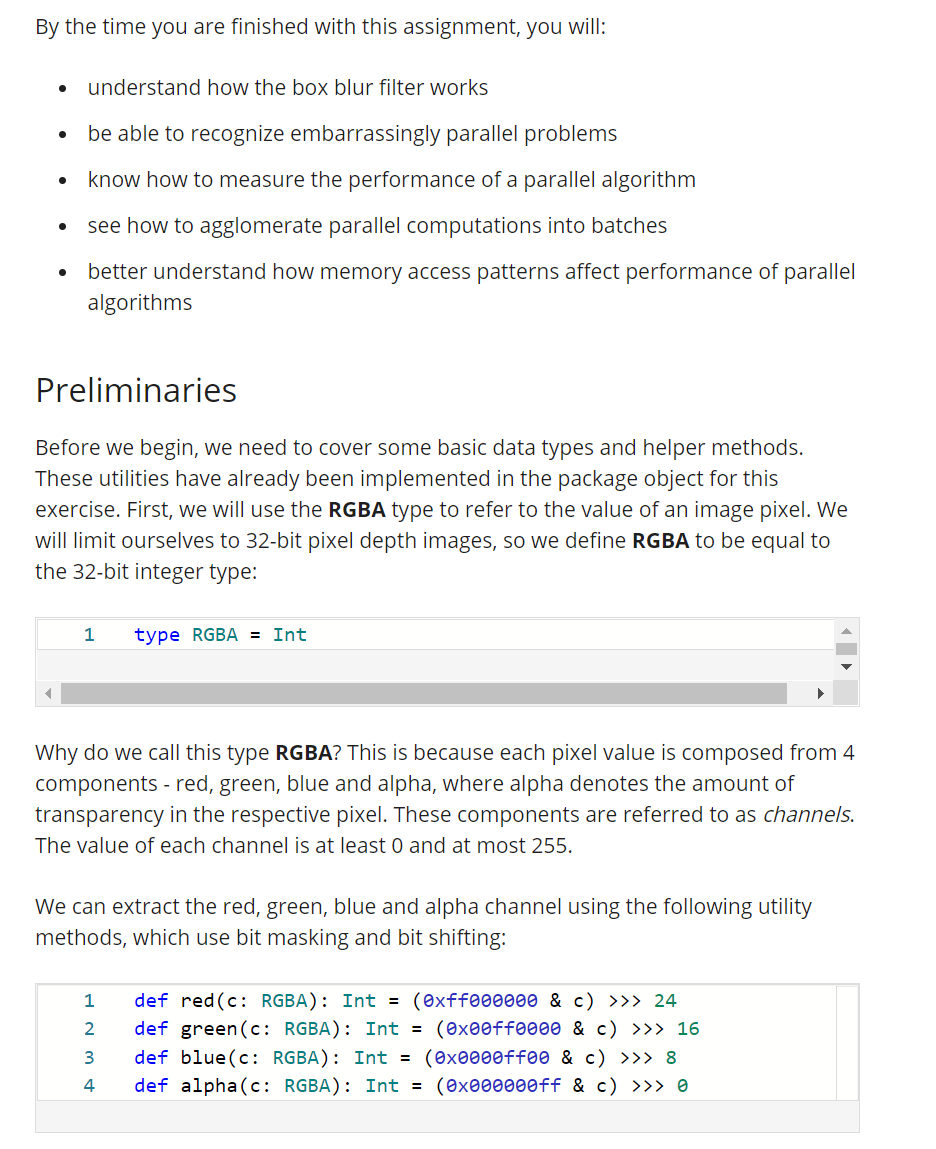 By the time you are finished with this assignment, you will:
• understand how the box blur filter works
• be able to recognize embarrassingly parallel problems
• know how to measure the performance of a parallel algorithm
• see how to agglomerate parallel computations into batches
• better understand how memory access patterns affect performance of parallel
algorithms
Preliminaries
Before we begin, we need to cover some basic data types and helper methods.
These utilities have already been implemented in the package object for this
exercise. First, we will use the RGBA type to refer to the value of an image pixel. We
will limit ourselves to 32-bit pixel depth images, so we define RGBA to be equal to
the 32-bit integer type:
1 type RGBA = Int
Why do we call this type RGBA? This is because each pixel value is composed from 4
components - red, green, blue and alpha, where alpha denotes the amount of
transparency in the respective pixel. These components are referred to as channels.
The value of each channel is at least 0 and at most 255.
We can extract the red, green, blue and alpha channel using the following utility
methods, which use bit masking and bit shifting:
1 def red(c: RGBA): Int = (0xff000000 & c) >>> 24
2 def green(c: RGBA): Int = (0x00ff0000 & c) >>> 16
3 def blue(c: RGBA): Int = (0x0000ff00 & c) >>> 8
4 def alpha(c: RGBA): Int = (0x000000ff & c) >>> 0